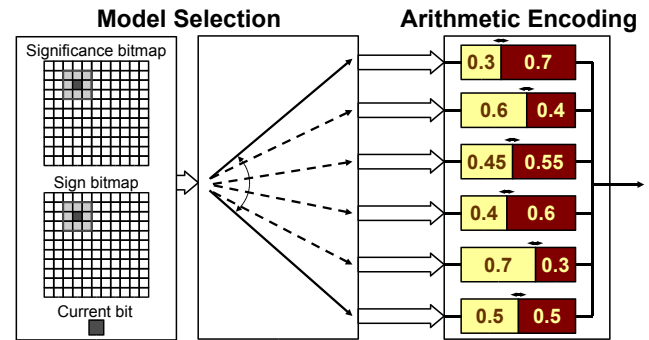 Model Selection
Arithmetic Encoding
Significance bitmap
Sign bitmap
Current bit
0.3 0.7
0.6 0.4
0.45 0.55
0.4 0.6
0.7 0.3
0.5 0.5